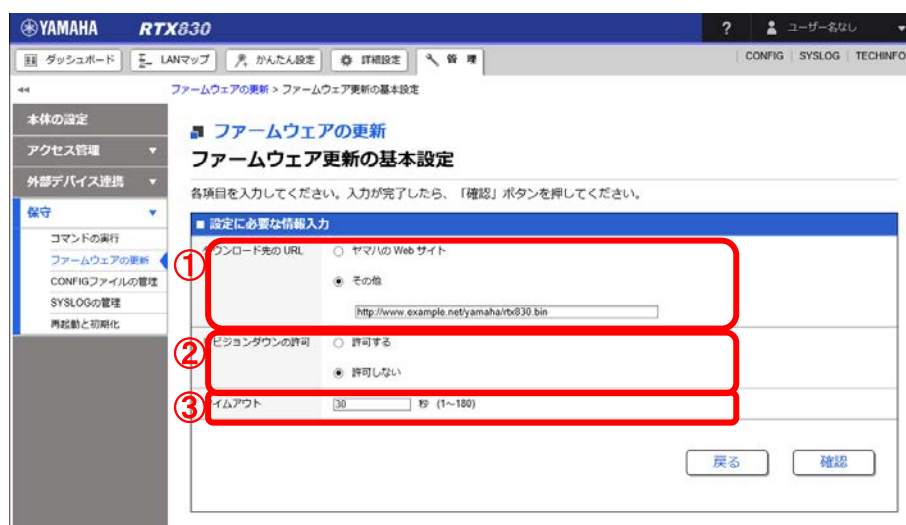 YAMAHA RTX830 ? ユーザー名なし
ダッシュボード LANマップ かんたん設定 詳細設定 管理 CONFIG SYSLOG TECHINFO
ファームウェアの更新 > ファームウェア更新の基本設定
本体の設定
アクセス管理
外部デバイス連携
保守
コマンドの実行
ファームウェアの更新
CONFIGファイルの管理
SYSLOGの管理
再起動と初期化
ファームウェアの更新
ファームウェア更新の基本設定
各項目を入力してください。入力が完了したら、「確認」ボタンを押してください。
■ 設定に必要な情報入力
① ウンロード先の URL ヤマハの Web サイト
その他
http://www.example.net/yamaha/rtx830.bin
② ビジョンダウンの許可 許可する
許可しない
③ イムアウト 30 秒 (1~180)
戻る 確認